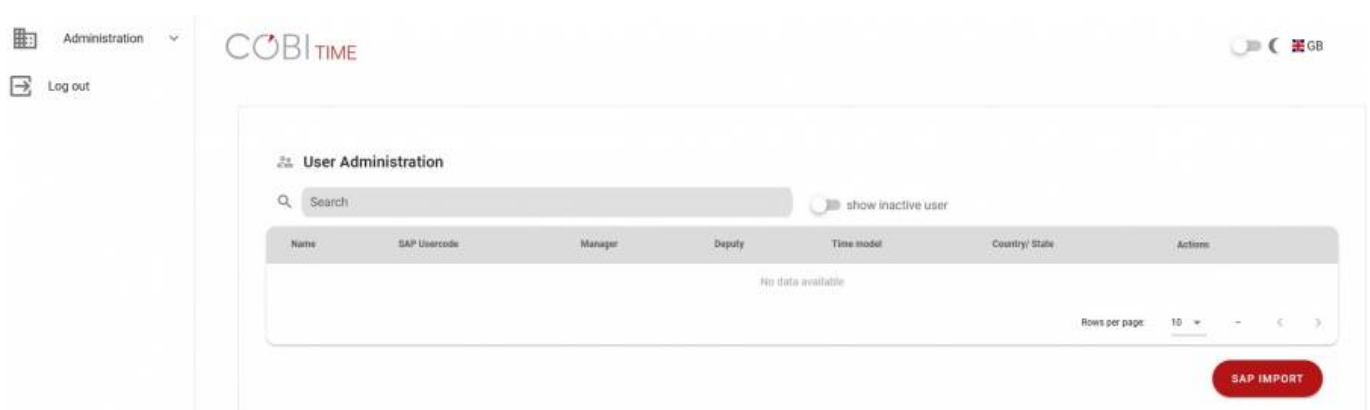 Administration
Log out
COBI TIME
GB
User Administration
Search
show inactive user
Name SAP Usercode Manager Deputy Time model Country/ State Actions
No data available
Rows per page: 10 –
SAP IMPORT